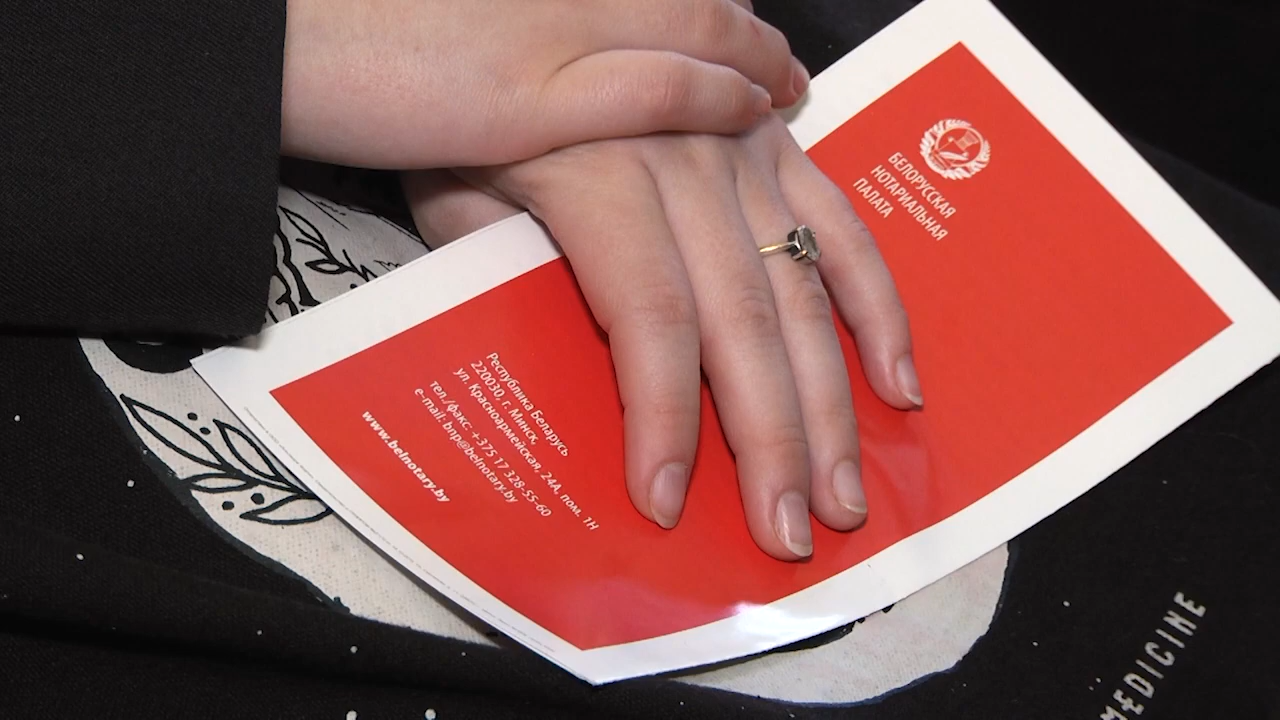 БЕЛОРУССКАЯ
НОТАРИАЛЬНАЯ
ПАЛАТА
Республика Беларусь
220030, г. Минск,
ул. Красноармейская, 24А, пом. 1Н
тел./факс: +375 17 328-55-60
e-mail: bnp@belnotary.by
www.belnotary.by
MEDICINE